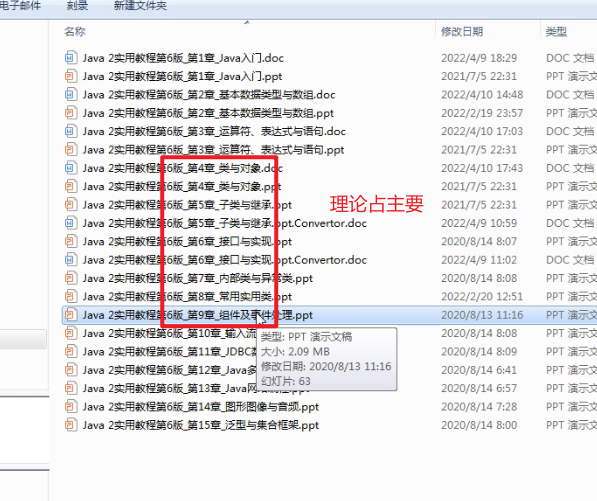 电子邮件 刻录 新建文件夹
名称 修改日期 类型
Java 2实用教程第6版_第1章_Java入门.doc 2022/4/9 18:29 DOC 文档
Java 2实用教程第6版_第1章_Java入门.ppt 2021/7/5 22:31 PPT 演示文
Java 2实用教程第6版_第2章_基本数据类型与数组.doc 2022/4/10 14:48 DOC 文档
Java 2实用教程第6版_第2章_基本数据类型与数组.ppt 2022/2/19 23:57 PPT 演示文
Java 2实用教程第6版_第3章_运算符、表达式与语句.doc 2022/4/10 17:03 DOC 文档
Java 2实用教程第6版_第3章_运算符、表达式与语句.ppt 2021/7/5 22:31 PPT 演示文
Java 2实用教程第6版_第4章_类与对象.doc 2022/4/10 17:43 DOC 文档
Java 2实用教程第6版_第4章_类与对象.ppt 2021/7/5 22:31 PPT 演示文
Java 2实用教程第6版_第5章_子类与继承.ppt 2021/7/5 22:31 PPT 演示文
理论占主要
Java 2实用教程第6版_第5章_子类与继承.ppt.Convertor.doc 2022/4/9 10:59 DOC 文档
Java 2实用教程第6版_第6章_接口与实现.ppt 2020/8/14 8:07 PPT 演示文
Java 2实用教程第6版_第6章_接口与实现.ppt.Convertor.doc 2022/4/9 11:02 DOC 文档
Java 2实用教程第6版_第7章_内部类与异常类.ppt 2020/8/14 8:08 PPT 演示文
Java 2实用教程第6版_第8章_常用实用类.ppt 2022/2/20 12:51 PPT 演示文
Java 2实用教程第6版_第9章_组件及事件处理.ppt 2020/8/13 11:16 PPT 演示文
Java 2实用教程第6版_第10章_输入流 2020/8/14 8:08 PPT 演示文
Java 2实用教程第6版_第11章_JDBC 2020/8/14 8:09 PPT 演示文
Java 2实用教程第6版_第12章_Java多 2020/8/14 6:41 PPT 演示文
Java 2实用教程第6版_第13章_Java网 2020/8/14 6:57 PPT 演示文
类型: PPT 演示文稿
大小: 2.09 MB
修改日期: 2020/8/13 11:16
幻灯片: 63
Java 2实用教程第6版_第14章_图形图像与音频.ppt 2020/8/14 7:28 PPT 演示文
Java 2实用教程第6版_第15章_泛型与集合框架.ppt 2020/8/14 8:00 PPT 演示文